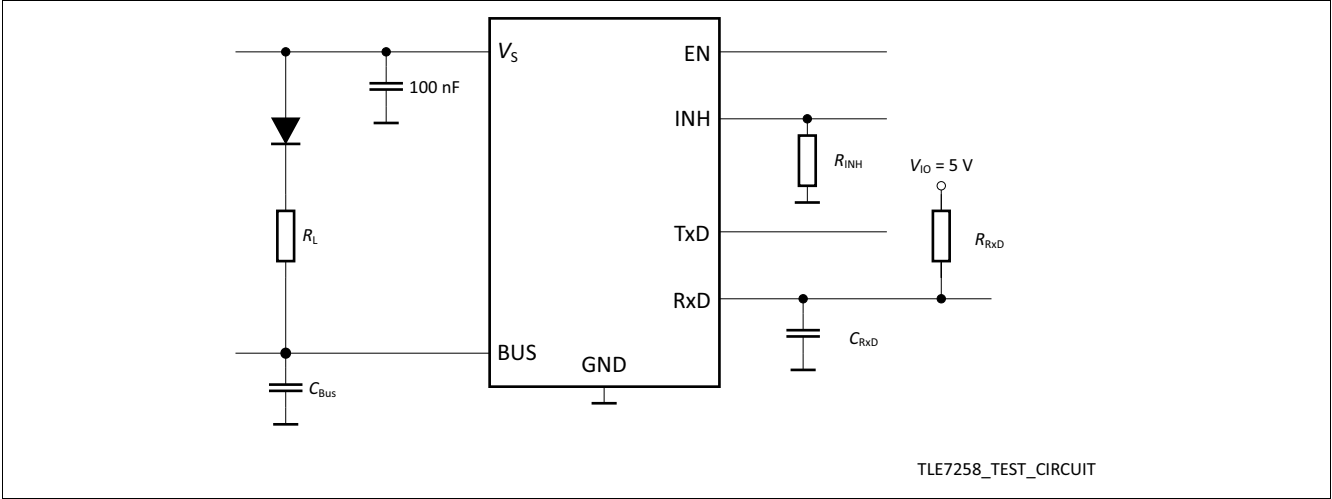 VS
EN
100 nF
INH
RINH
VIO = 5 V
RL
TxD
RRxD
RxD
CRxD
BUS
GND
CBus
TLE7258_TEST_CIRCUIT